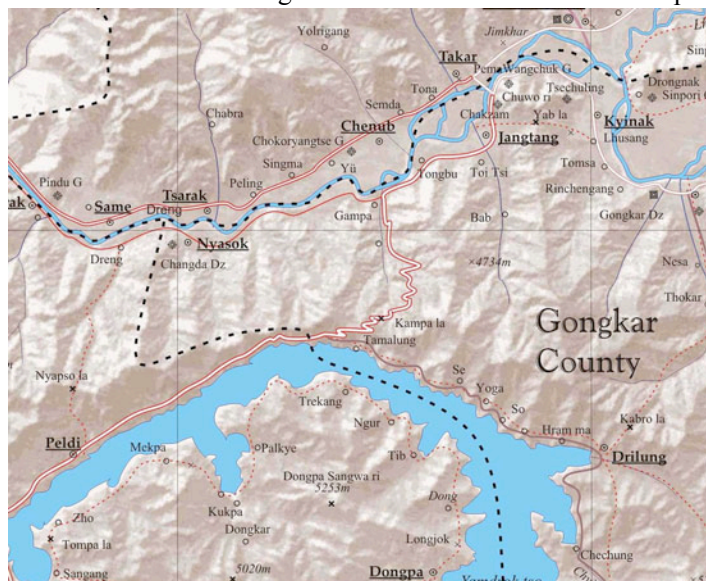 Yolrigang
Jimkhar
Takar
Pema Wangchuk G
Drongnak
Sinpori
Tona
Tsechuling
Chuwo ri
Chabra
Semda
Chenub
Chakzam
Yab la
Kyinak
Chokoryangtse G
Jangtang
Lhusang
Singma
Yü
Yongbu
Toi Tsi
Tomsa
Pindu G
Peling
Rinchengang
Tsarak
Same
Dreng
Gampa
Bab
Gongkar Dz
Nyasok
Dreng
Changda Dz
×4734m
Nesa
Thokar
Kampa la
Gongkar
County
Tamalung
Nyapso la
Se
Trekang
Yoga
So
Kabro la
Ngur
Hram ma
Peldi
Mekpa
Palkye
Tib
Drilung
Dongpa Sangwa ri
5253m
Kukpa
Dong
Zho
Dongkar
Longjok
Tompa la
Chechung
Sangang
5020m
Dongpa